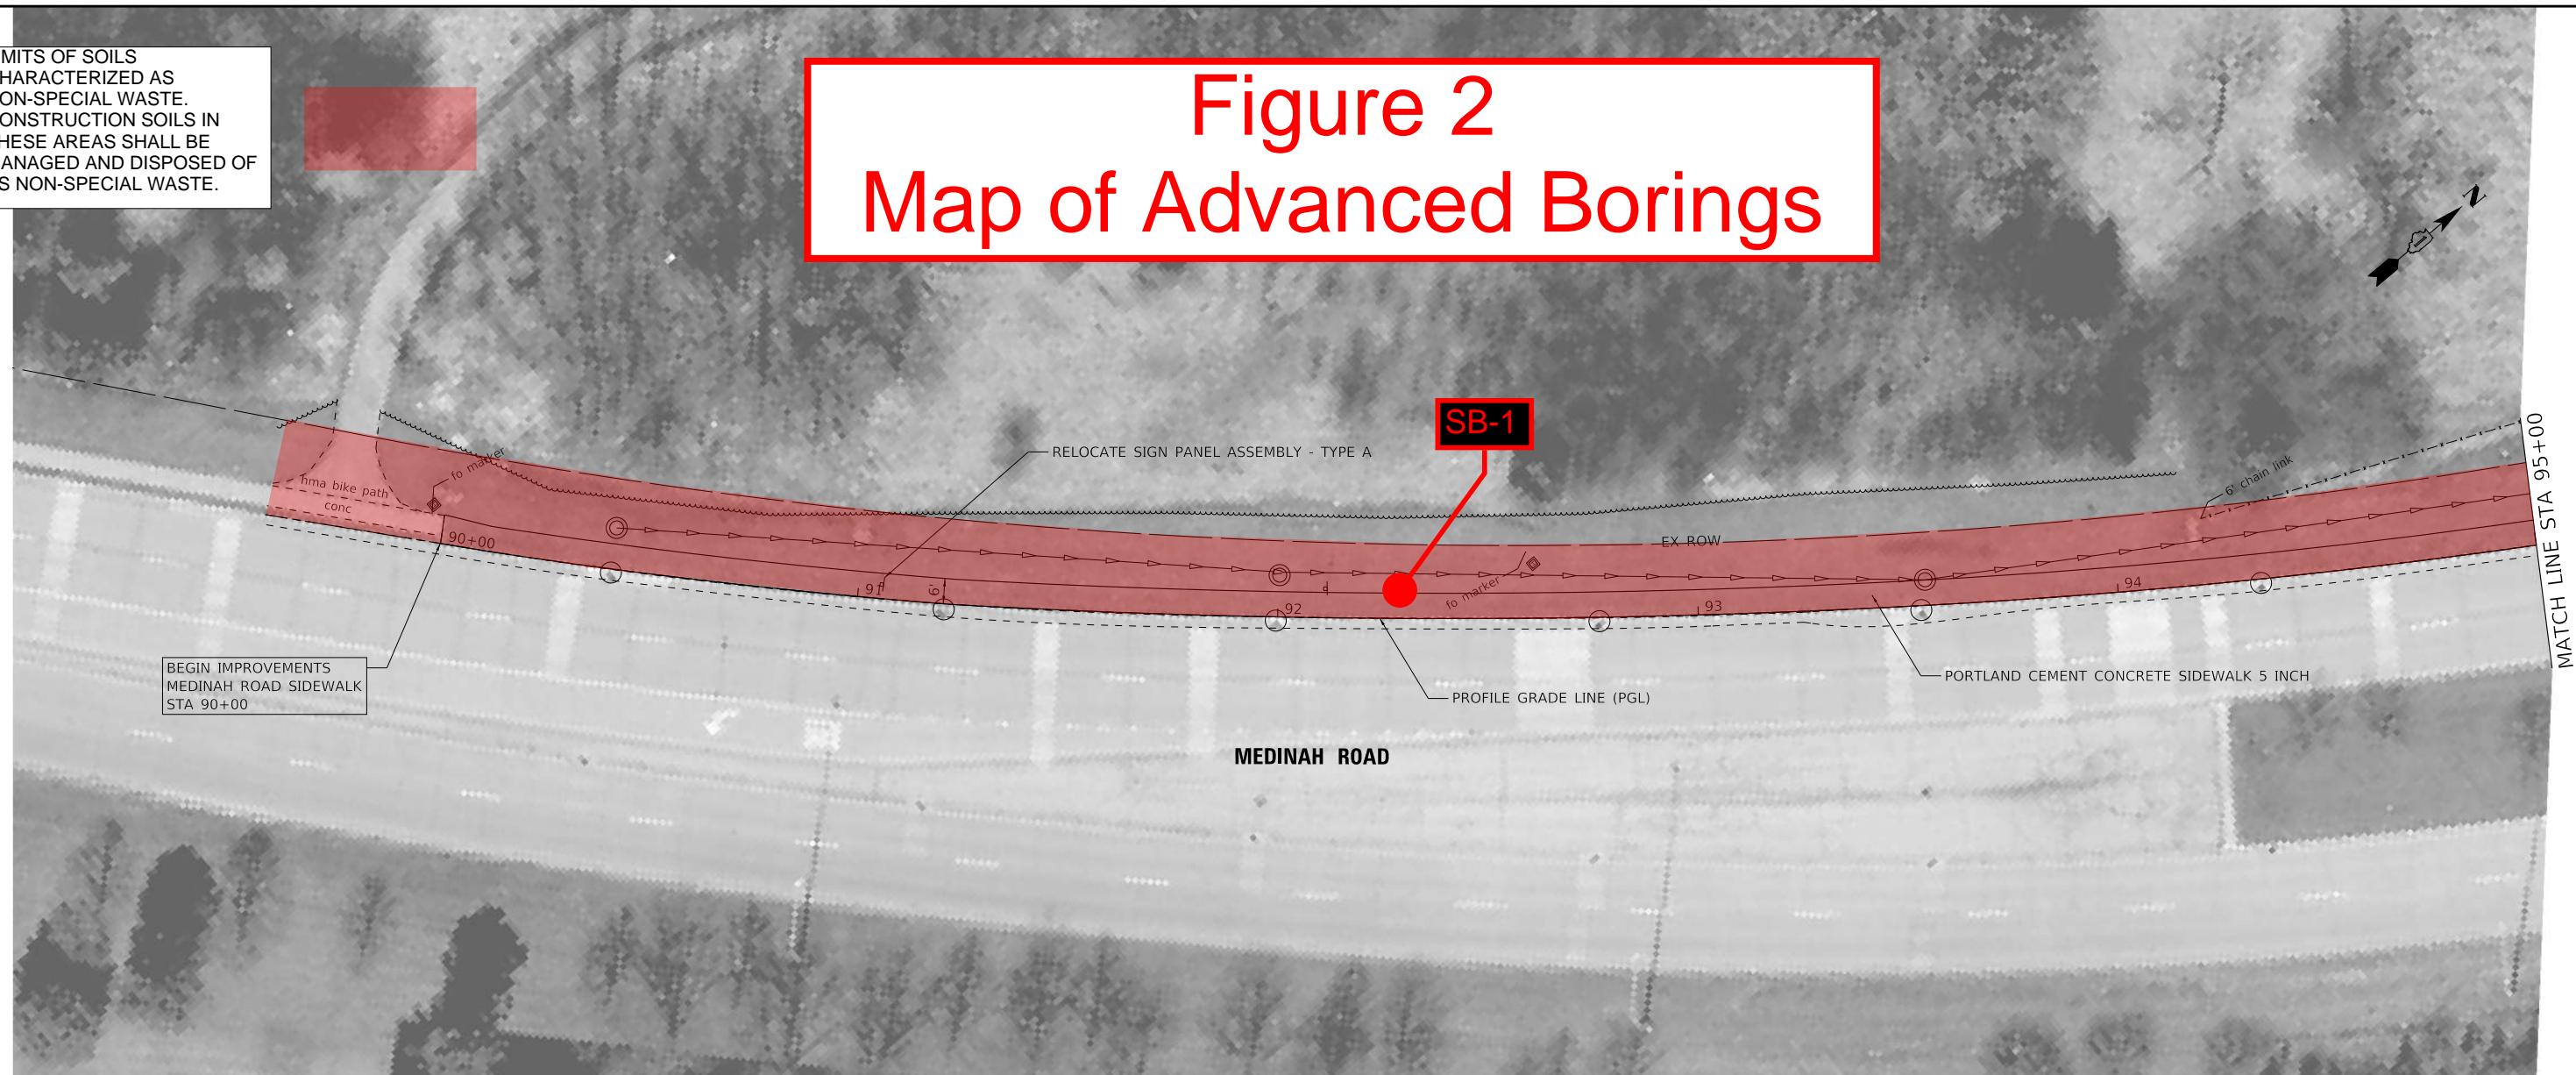 MITS OF SOILS
HARACTERIZED AS
ON-SPECIAL WASTE.
ONSTRUCTION SOILS IN
HESE AREAS SHALL BE
ANAGED AND DISPOSED OF
S NON-SPECIAL WASTE.
Figure 2
Map of Advanced Borings
N
SB-1
RELOCATE SIGN PANEL ASSEMBLY - TYPE A
fo marker
hma bike path
conc
90+00
91
6'
92
fo marker
EX ROW
93
94
6' chain link
MATCH LINE STA 95+00
BEGIN IMPROVEMENTS
MEDINAH ROAD SIDEWALK
STA 90+00
PROFILE GRADE LINE (PGL)
PORTLAND CEMENT CONCRETE SIDEWALK 5 INCH
MEDINAH ROAD